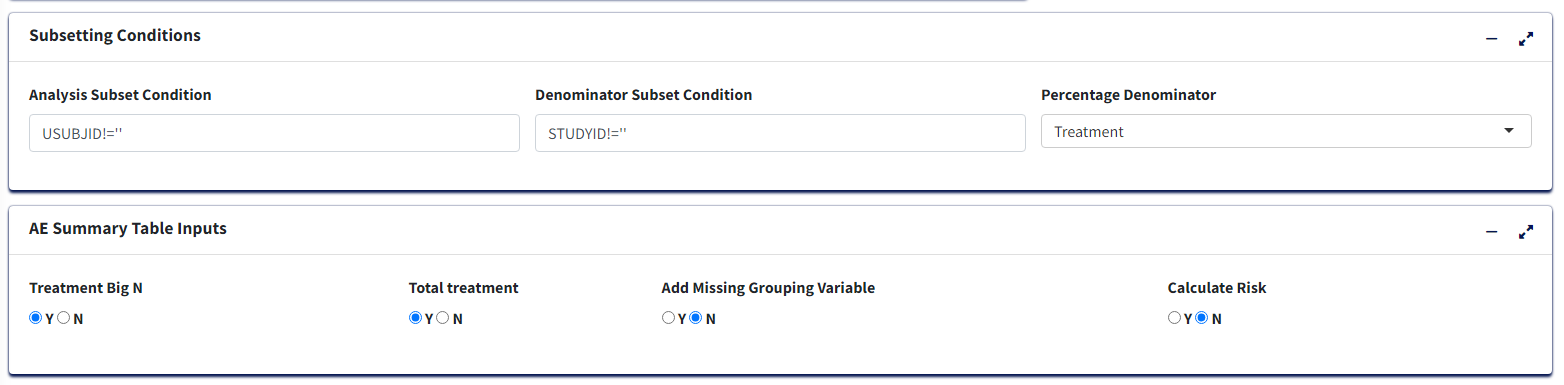 Subsetting Conditions
Analysis Subset Condition Denominator Subset Condition Percentage Denominator
USUBJID!='' STUDYID!='' Treatment
AE Summary Table Inputs
Treatment Big N Total treatment Add Missing Grouping Variable Calculate Risk
Y N Y N Y N Y N